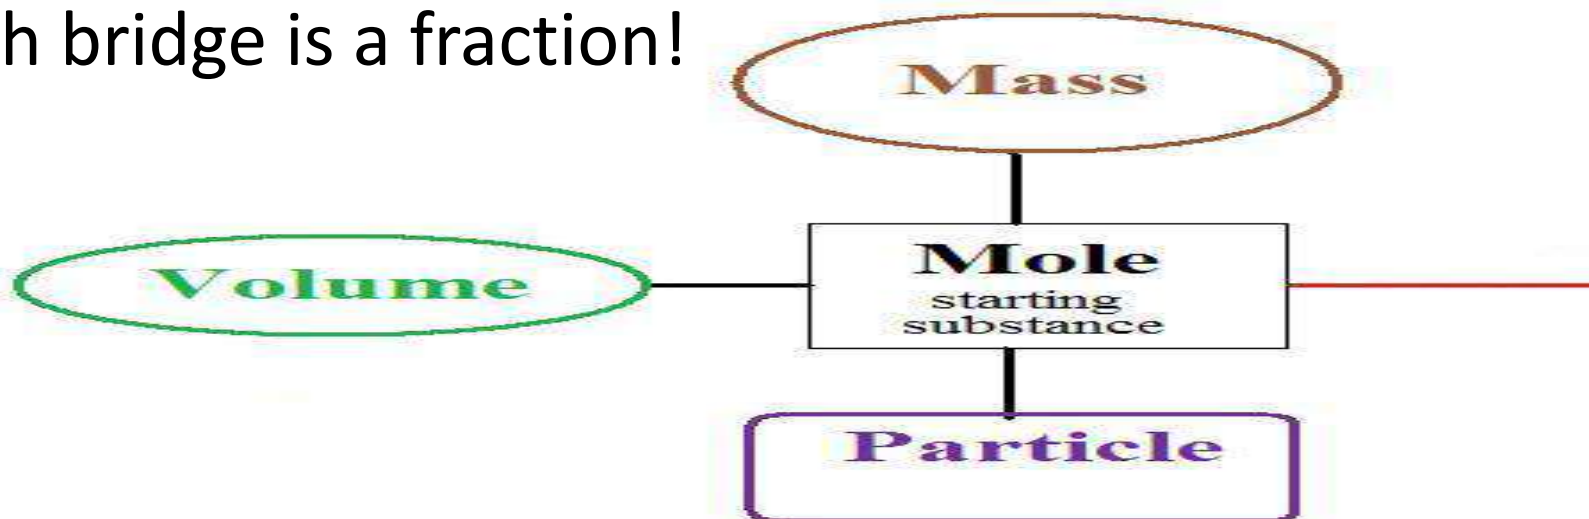 h bridge is a fraction!
Mass
Volume
Mole
starting
substance
Particle